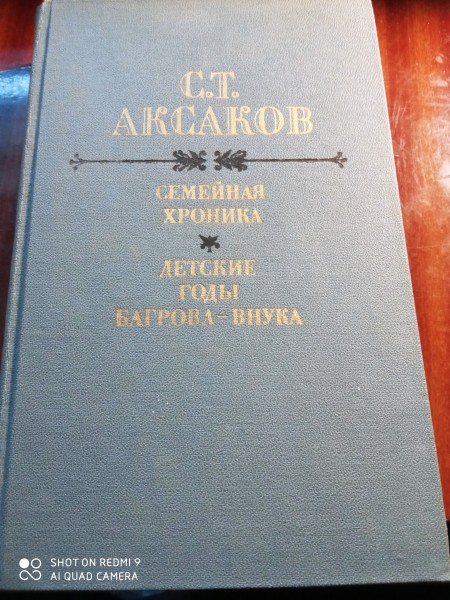 С.Т.
АКСАКОВ
СЕМЕЙНАЯ
ХРОНИКА
ДЕТСКИЕ
ГОДЫ
БАГРОВА-ВНУКА
SHOT ON REDMI 9
AI QUAD CAMERA